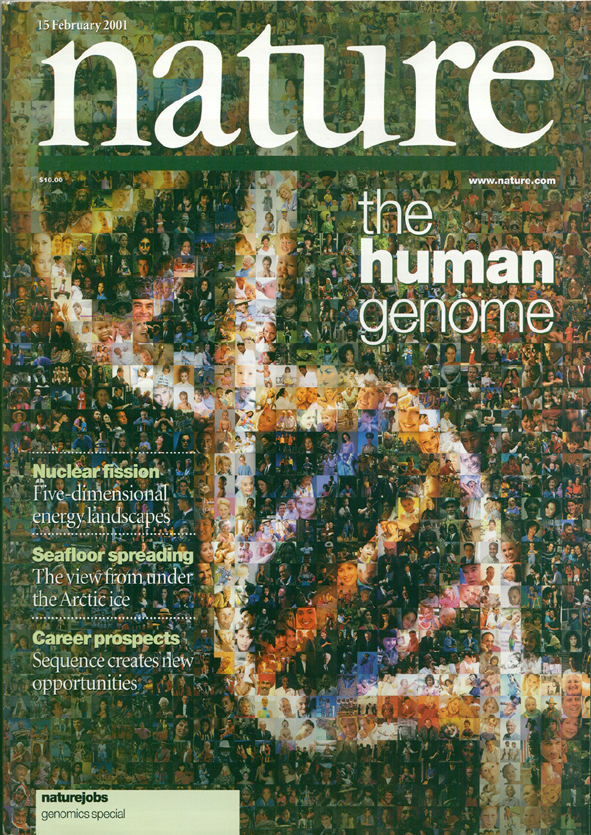 15 February 2001
nature
$10.00
www.nature.com
the
human
genome
Nuclear fission
Five-dimensional
energy landscapes
Seafloor spreading
The view from under
the Arctic ice
Career prospects
Sequence creates new
opportunities
naturejobs
genomics special